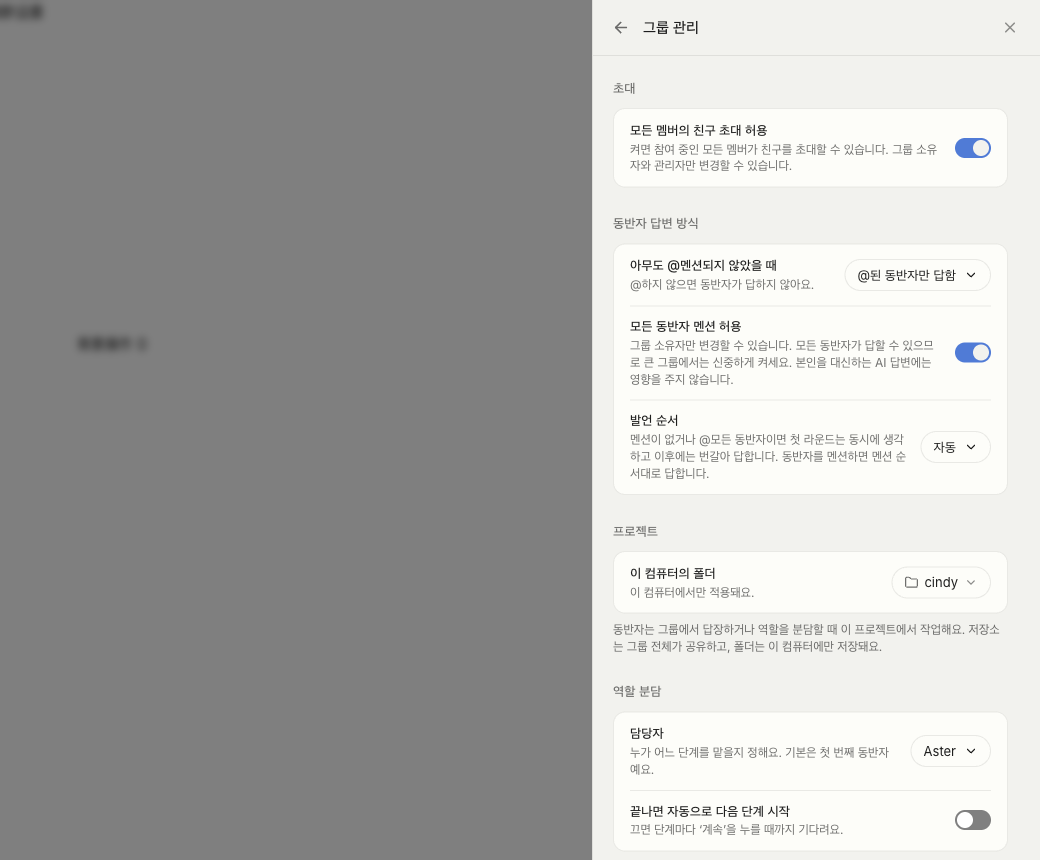 그룹 관리
초대
모든 멤버의 친구 초대 허용
켜면 참여 중인 모든 멤버가 친구를 초대할 수 있습니다. 그룹 소유
자와 관리자만 변경할 수 있습니다.
동반자 답변 방식
아무도 @멘션되지 않았을 때
@하지 않으면 동반자가 답하지 않아요.
@된 동반자만 답함
모든 동반자 멘션 허용
그룹 소유자만 변경할 수 있습니다. 모든 동반자가 답할 수 있으므
로 큰 그룹에서는 신중하게 켜세요. 본인을 대신하는 AI 답변에는
영향을 주지 않습니다.
발언 순서
멘션이 없거나 @모든 동반자이면 첫 라운드는 동시에 생각
하고 이후에는 번갈아 답합니다. 동반자를 멘션하면 멘션 순
서대로 답합니다.
자동
프로젝트
이 컴퓨터의 폴더
이 컴퓨터에서만 적용돼요.
cindy
동반자는 그룹에서 답장하거나 역할을 분담할 때 이 프로젝트에서 작업해요. 저장소
는 그룹 전체가 공유하고, 폴더는 이 컴퓨터에만 저장돼요.
역할 분담
담당자
누가 어느 단계를 맡을지 정해요. 기본은 첫 번째 동반자
예요.
Aster
끝나면 자동으로 다음 단계 시작
끄면 단계마다 '계속'을 누를 때까지 기다려요.